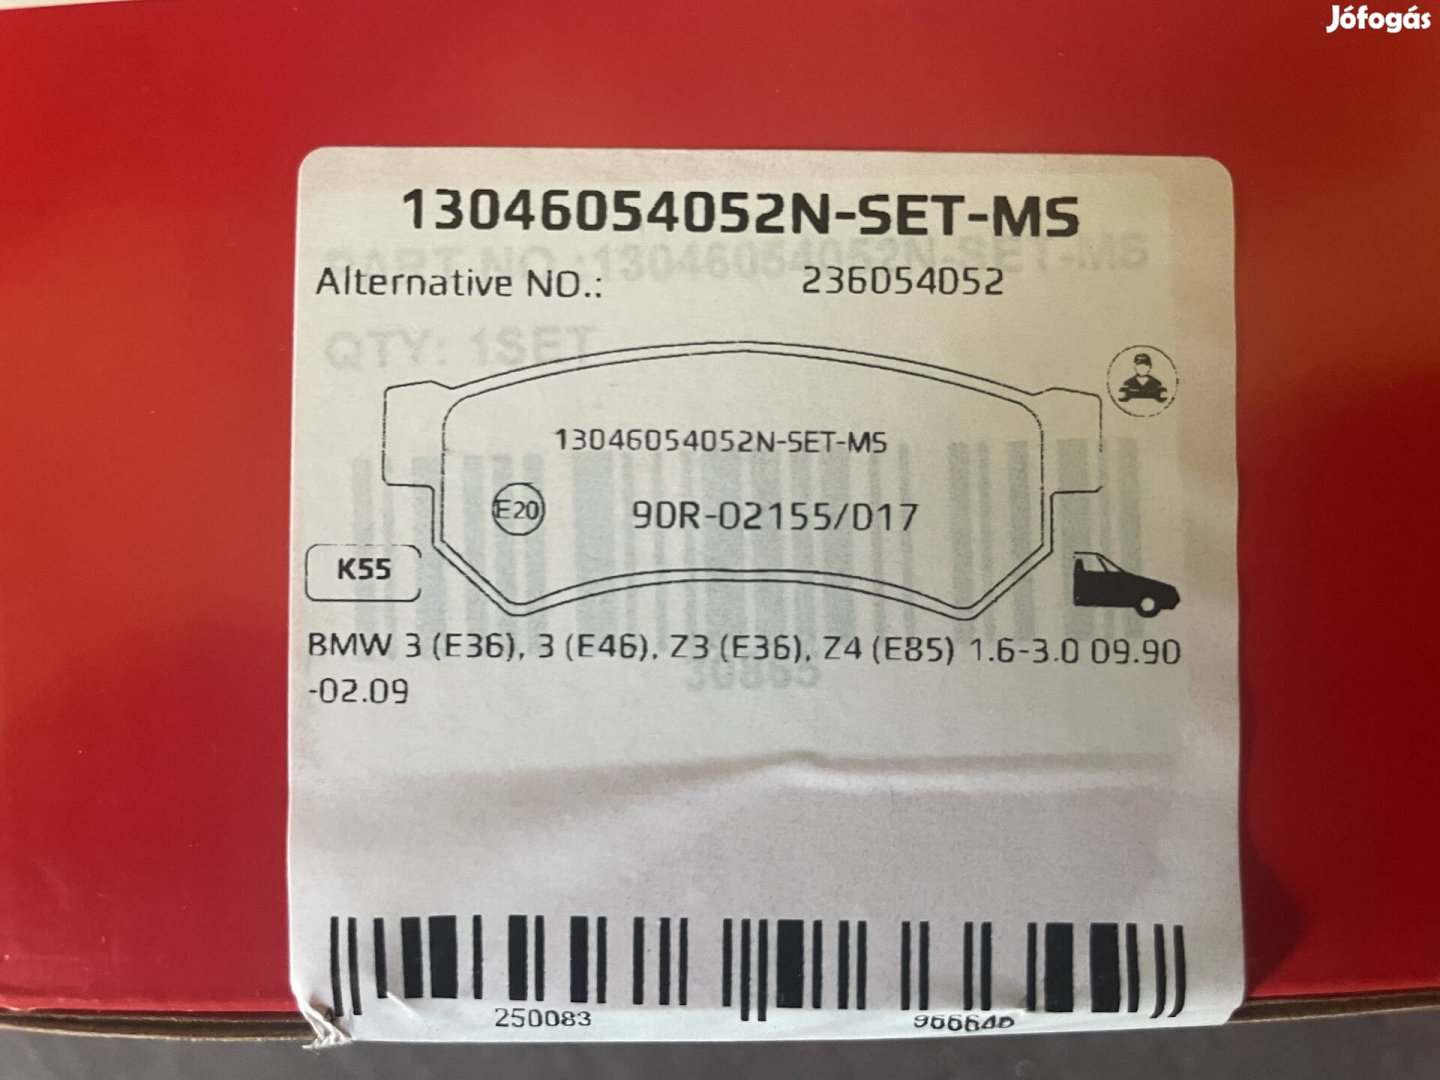 Jófogás
13046054052N-SET-MS
PART NO.:13046054052N-SET-MS
Alternative NO.: 236054052
QTY: 1SET
13046054052N-SET-MS
E20 90R-02155/017
K55
BMW 3 (E36), 3 (E46), Z3 (E36), Z4 (E85) 1.6-3.0 09.90
-02.09
30865
250083